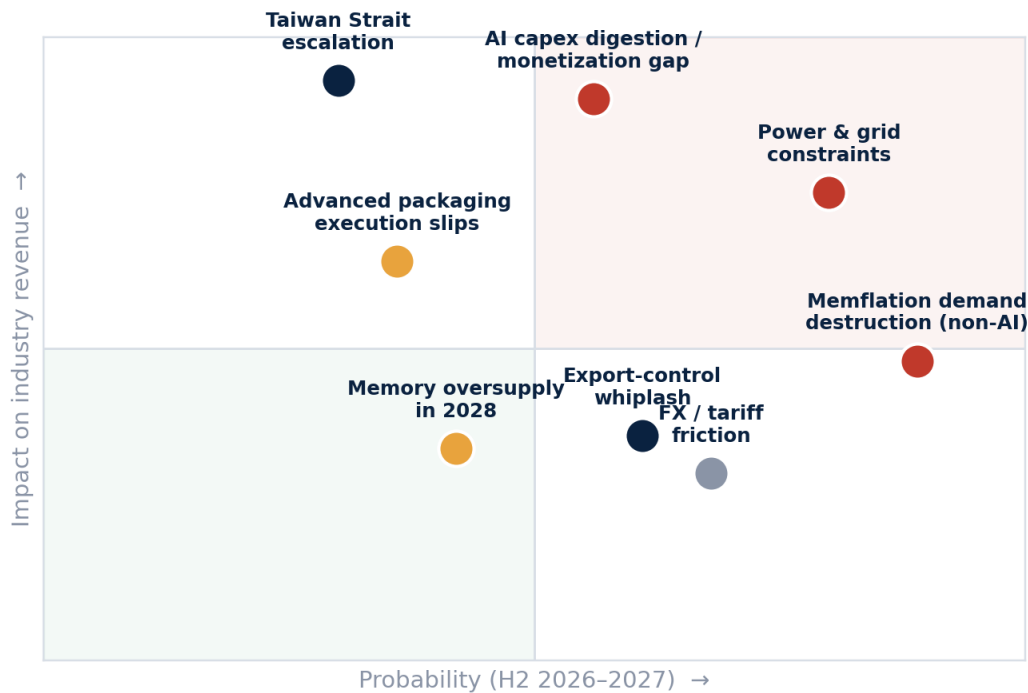 Taiwan Strait
escalation
AI capex digestion /
monetization gap
Power & grid
constraints
Advanced packaging
execution slips
Memflation demand
destruction (non-AI)
Memory oversupply
in 2028
Export-control
whiplash
FX / tariff
friction
Impact on industry revenue →
Probability (H2 2026–2027) →